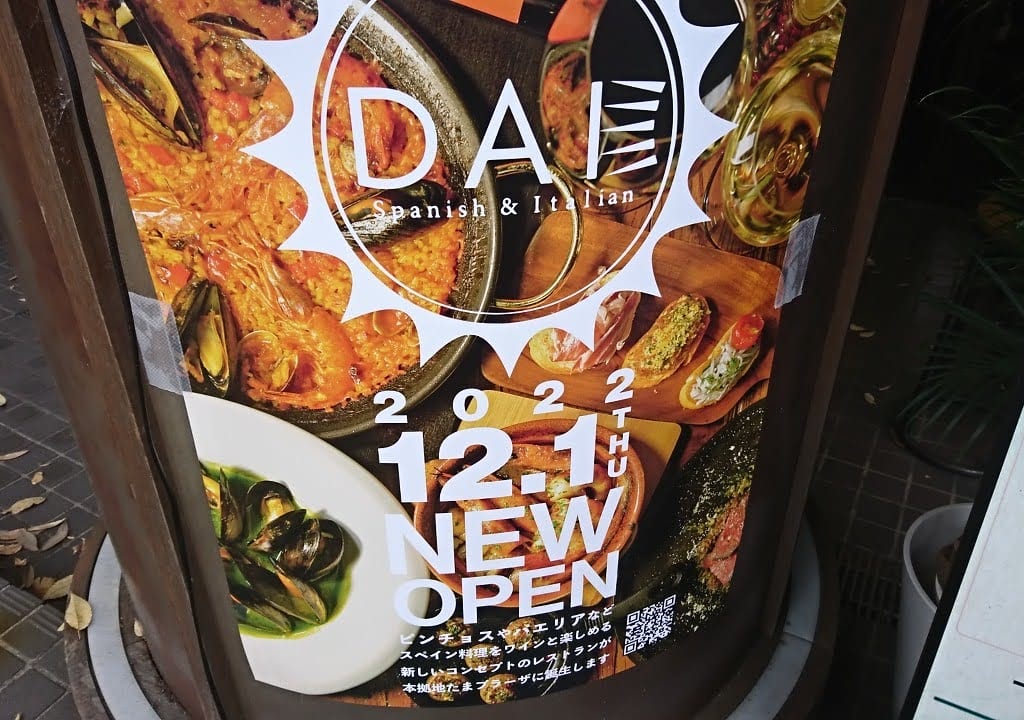 DAIE
Spanish & Italian
2022
12.1 THU
NEW
OPEN
ピンチョスやパエリアなど
スペイン料理をワインと楽しめる
新しいコンセプトのレストランが
本拠地たまプラーザに誕生します